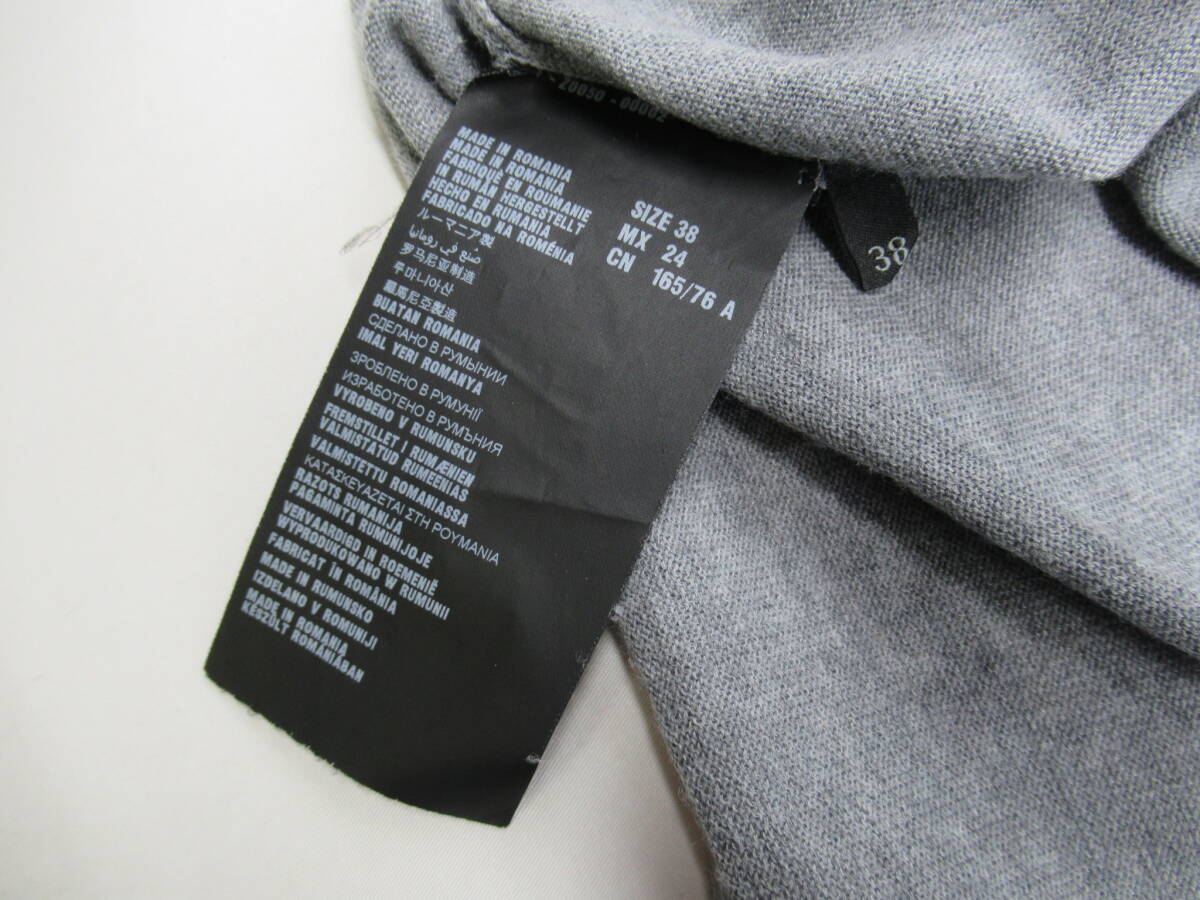 - Z0050 - 00002
MADE IN ROMANIA
MADE IN ROMANIA
FABRIQUÉ EN ROUMANIE
IN RUMÄN HERGESTELLT
HECHO EN RUMANIA
FABRICADO NA ROMÉNIA
ルーマニア製
صنع في رومانيا
罗马尼亚制造
루마니아산
羅馬尼亞製造
BUATAN ROMANIA
СДЕЛАНО В РУМЫНИИ
IMAL YERI ROMANYA
ЗРОБЛЕНО В РУМУНІЇ
ИЗРАБОТЕНО В РУМЪНИЯ
VYROBENO V RUMUNSKU
FREMSTILLET I RUMÆNIEN
VALMISTATUD RUMEENIAS
VALMISTETTU ROMANIASSA
ΚΑΤΑΣΚΕΥΑΖΕΤΑΙ ΣΤΗ ΡΟΥΜΑΝΙΑ
RAZOTS RUMANIJA
PAGAMINTA RUMUNIJOJE
VERVAARDIGD IN ROEMENIË
WYPRODUKOWANO W RUMUNII
FABRICAT ÎN ROMÂNIA
MADE IN RUMUNSKO
IZDELANO V ROMUNIJI
MADE IN ROMANIA
KÉSZÜLT ROMÁNIÁBAN
SIZE 38
MX 24
CN 165/76 A
38